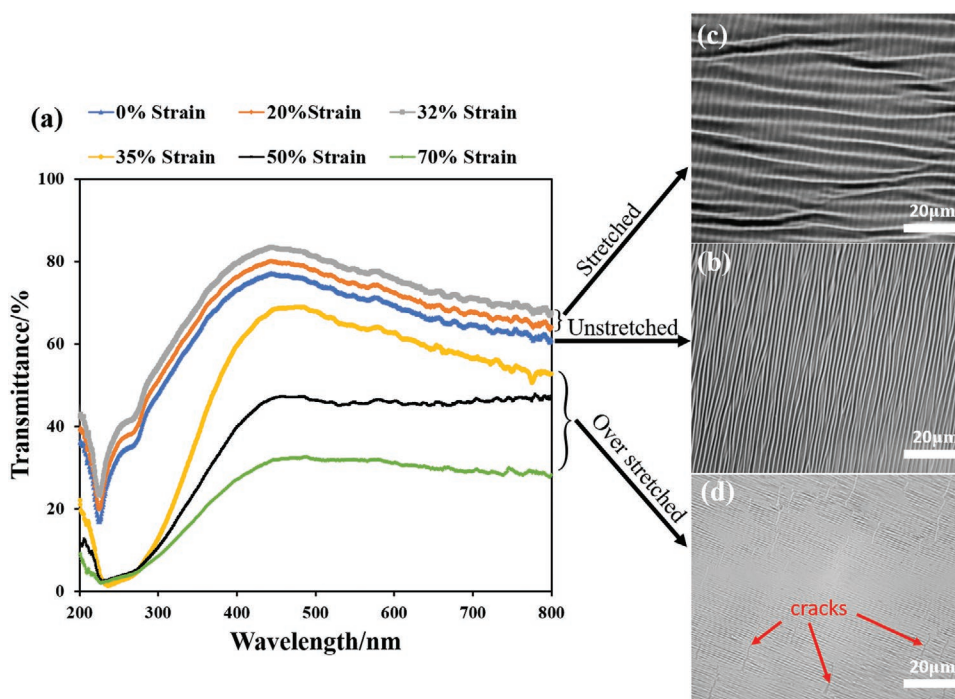 (a)
0% Strain
20%Strain
32% Strain
35% Strain
50% Strain
70% Strain
Transmittance/%
100
80
60
40
20
0
200
300
400
500
600
700
800
Wavelength/nm
Stretched
Unstretched
Over stretched
(c)
20μm
(b)
20μm
(d)
cracks
20μm